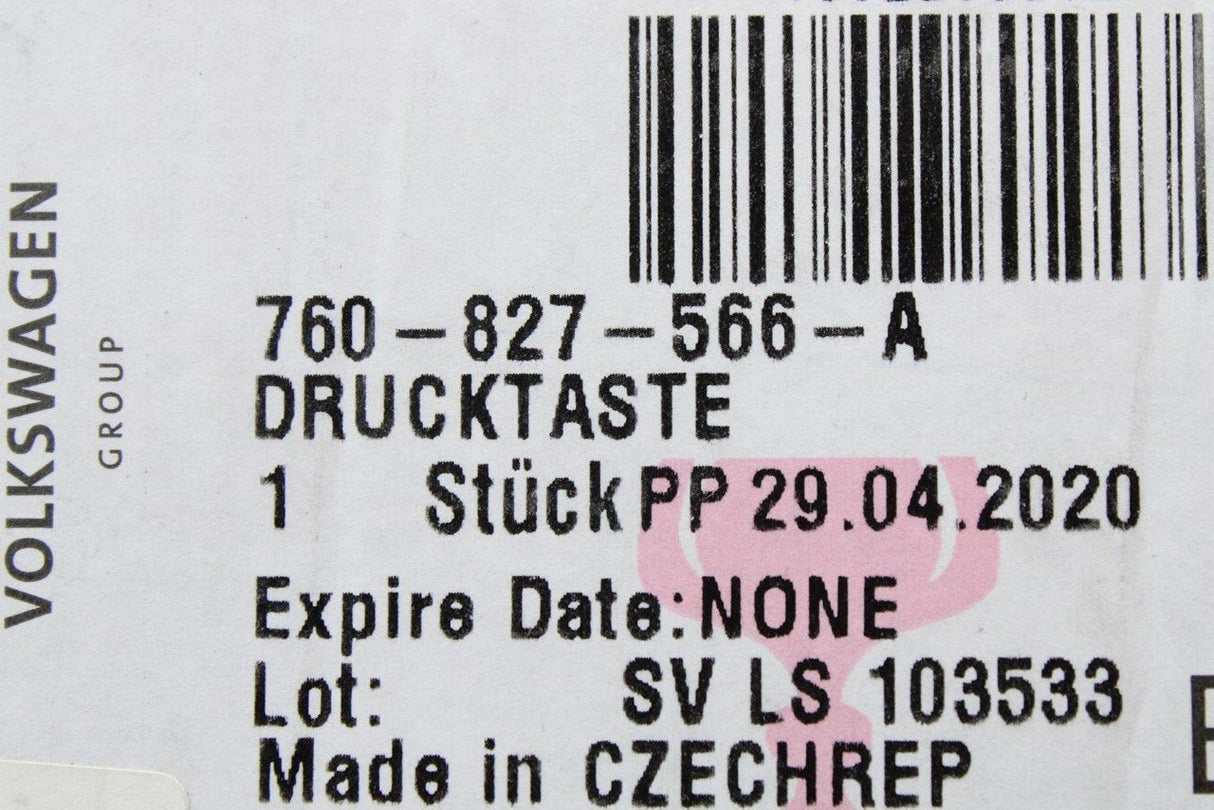 VOLKSWAGEN
GROUP
760-827-566-A
DRUCKTASTE
1 Stück PP 29.04.2020
Expire Date:NONE
Lot: SV LS 103533
Made in CZECHREP